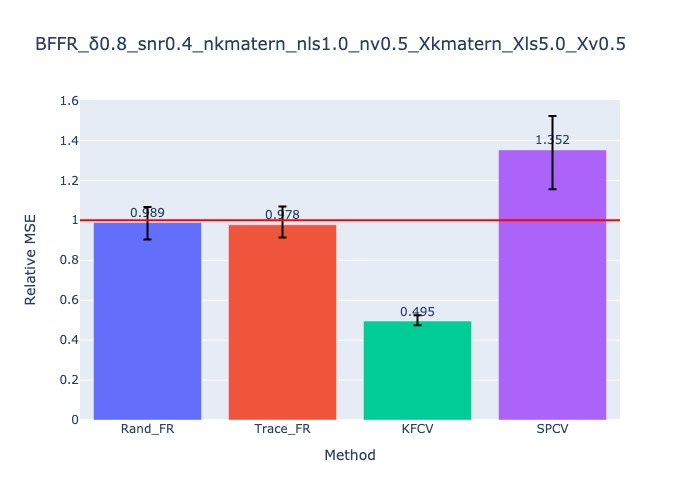 BFFR_δ0.8_snr0.4_nkmatern_nls1.0_nv0.5_Xkmatern_Xls5.0_Xv0.5
1.6
1.4
1.2
1
0.8
0.6
0.4
0.2
0
Relative MSE
0.989
0.978
0.495
1.352
Rand_FR
Trace_FR
KFCV
SPCV
Method